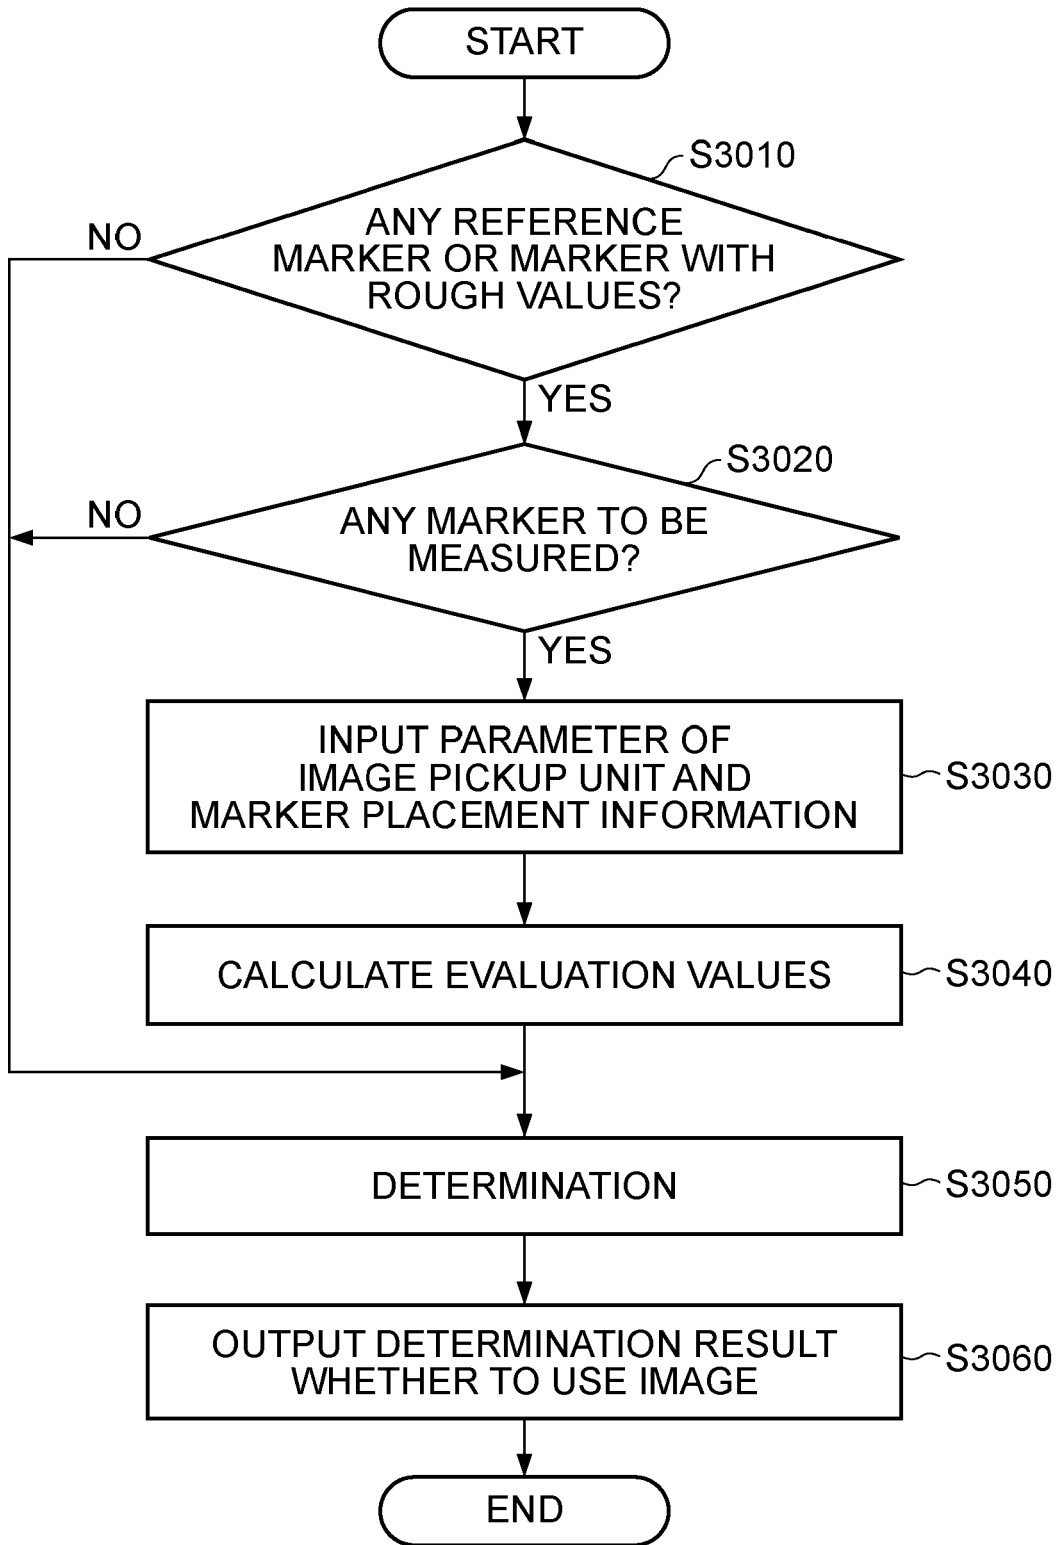 START
S3010
ANY REFERENCE
MARKER OR MARKER WITH
ROUGH VALUES?
NO
YES
S3020
ANY MARKER TO BE
MEASURED?
NO
YES
INPUT PARAMETER OF
IMAGE PICKUP UNIT AND
MARKER PLACEMENT INFORMATION
S3030
CALCULATE EVALUATION VALUES
S3040
DETERMINATION
S3050
OUTPUT DETERMINATION RESULT
WHETHER TO USE IMAGE
S3060
END